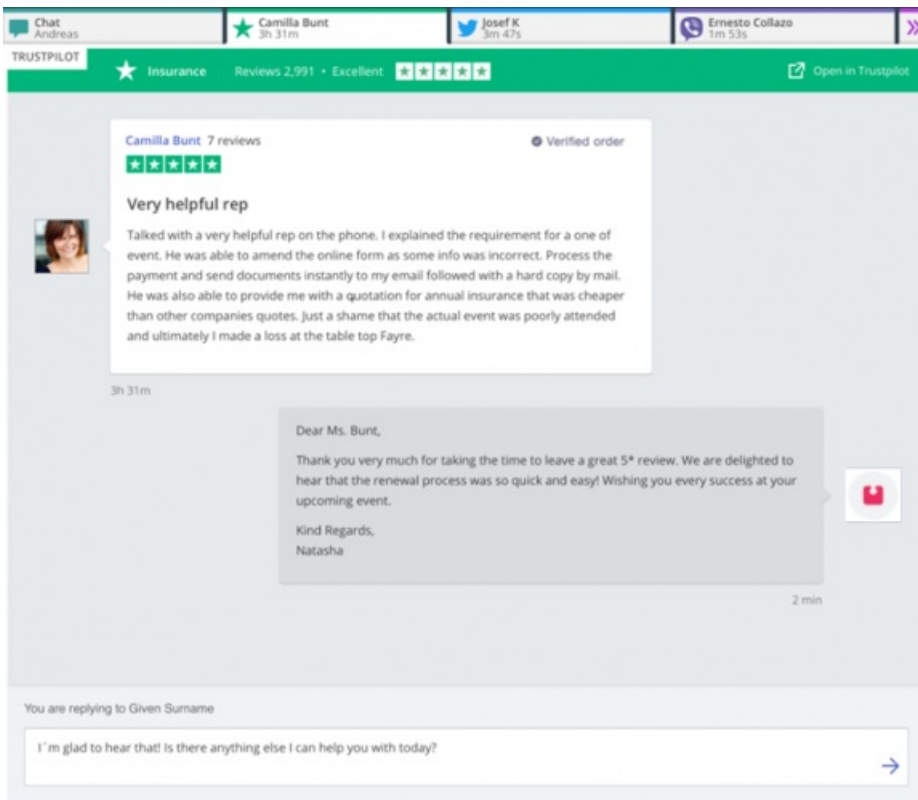 Chat
Andreas
Camilla Bunt
3h 31m
Josef K
3m 47s
Ernesto Collazo
1m 53s
TRUSTPILOT
Insurance Reviews 2,991 • Excellent
Open in Trustpilot
Camilla Bunt 7 reviews
Verified order
Very helpful rep
Talked with a very helpful rep on the phone. I explained the requirement for a one of
event. He was able to amend the online form as some info was incorrect. Process the
payment and send documents instantly to my email followed with a hard copy by mail.
He was also able to provide me with a quotation for annual insurance that was cheaper
than other companies quotes. Just a shame that the actual event was poorly attended
and ultimately I made a loss at the table top Fayre.
3h 31m
Dear Ms. Bunt,
Thank you very much for taking the time to leave a great 5* review. We are delighted to
hear that the renewal process was so quick and easy! Wishing you every success at your
upcoming event.
Kind Regards,
Natasha
2 min
You are replying to Given Surname
I´m glad to hear that! Is there anything else I can help you with today?